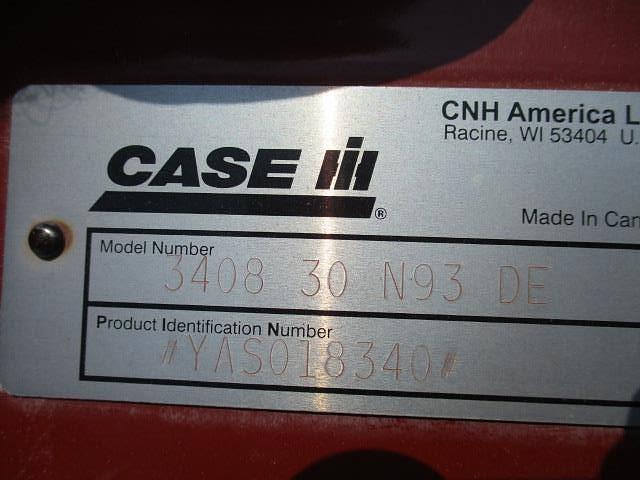 CNH America L
Racine, WI 53404 U.
CASE IH
®
Made In Can
Model Number
3408 30 N93 DE
Product Identification Number
#YAS018340#